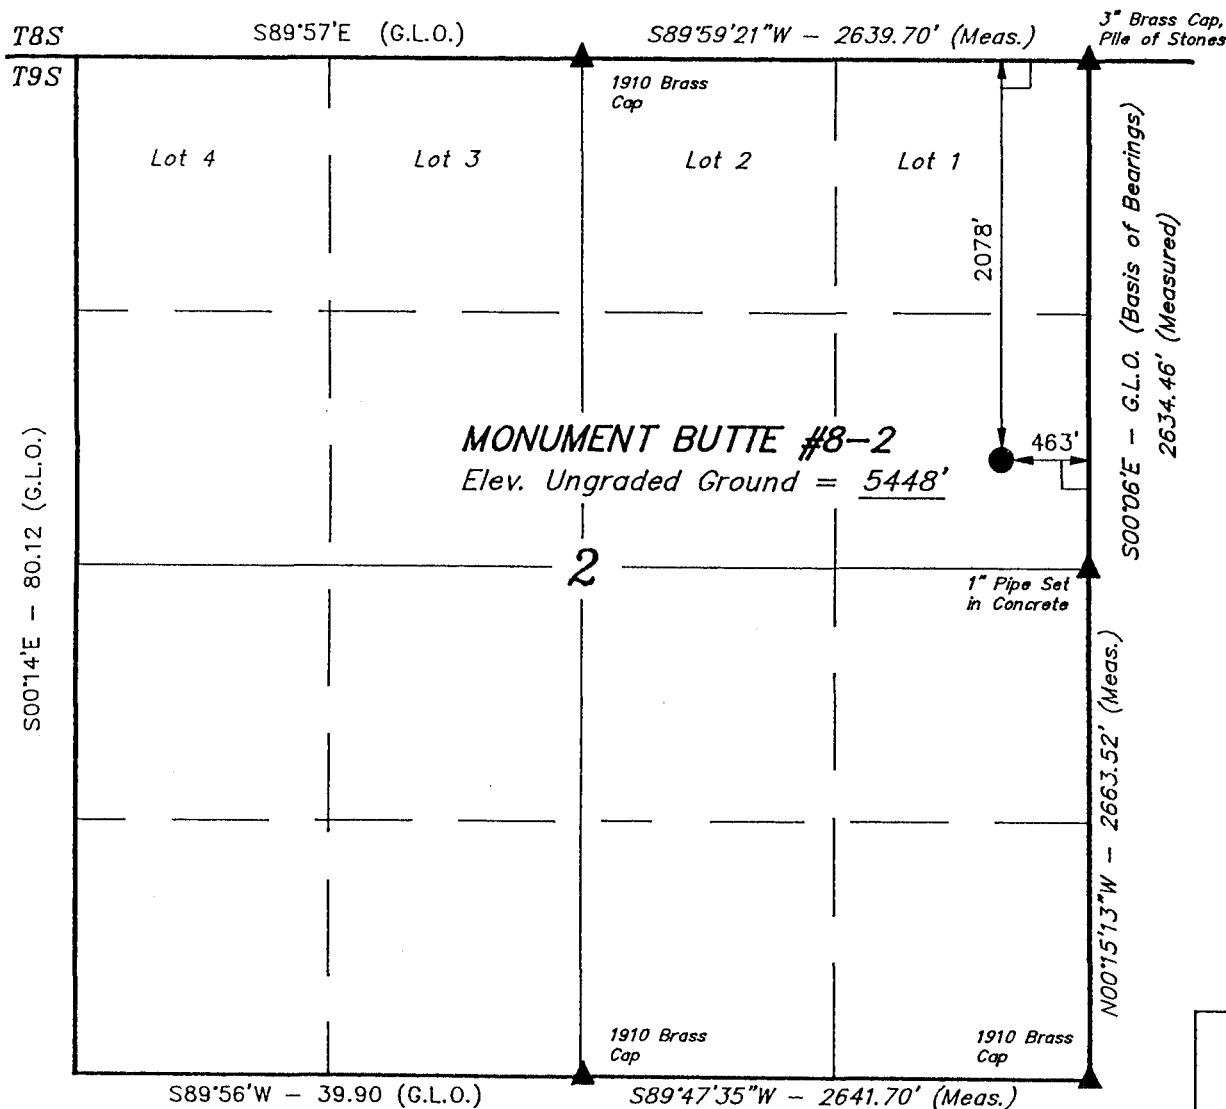 T8S
S89°57'E (G.L.O.)
S89°59'21"W – 2639.70' (Meas.)
3" Brass Cap,
Pile of Stones
T9S
1910 Brass
Cap
Lot 4
Lot 3
Lot 2
Lot 1
2078'
S00°06'E – G.L.O. (Basis of Bearings)
2634.46' (Measured)
MONUMENT BUTTE #8-2
Elev. Ungraded Ground = 5448'
463'
S00°14'E – 80.12 (G.L.O.)
2
1" Pipe Set
in Concrete
N00°15'13"W – 2663.52' (Meas.)
1910 Brass
Cap
1910 Brass
Cap
S89°56'W – 39.90 (G.L.O.)
S89°47'35"W – 2641.70' (Meas.)